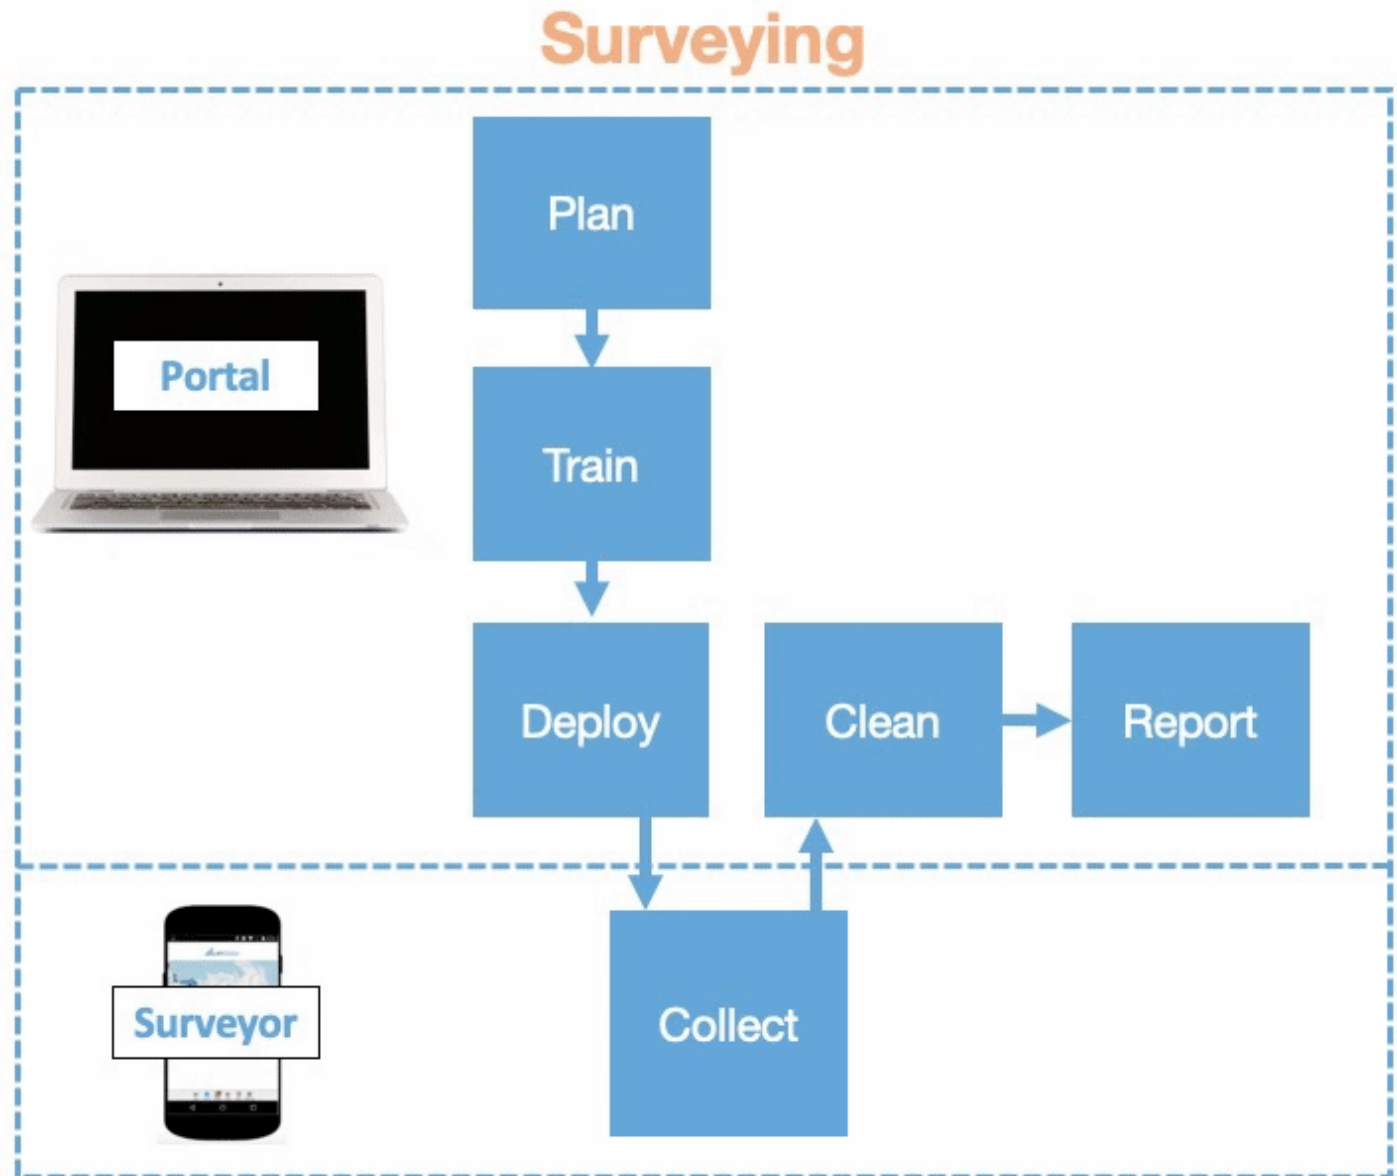 Surveying
Plan
Portal
Train
Deploy
Clean
Report
Surveyor
Collect